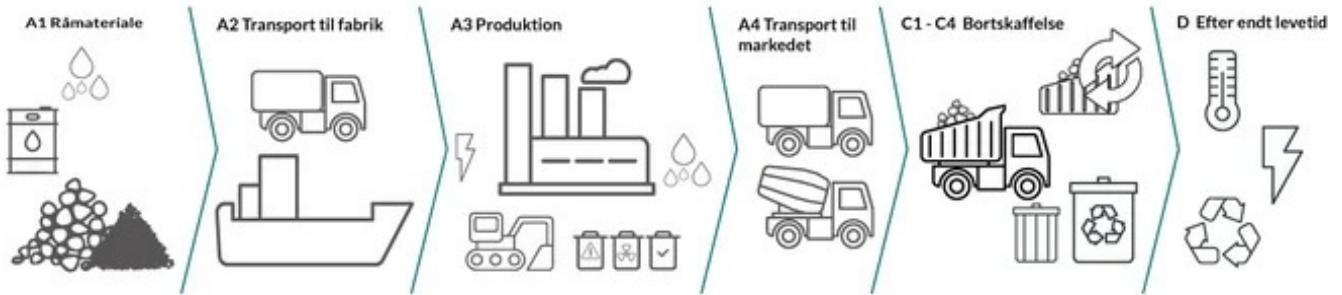 A1 Råmateriale
A2 Transport til fabrik
A3 Produktion
A4 Transport til
markedet
C1 - C4 Bortskaffelse
D Efter endt levetid